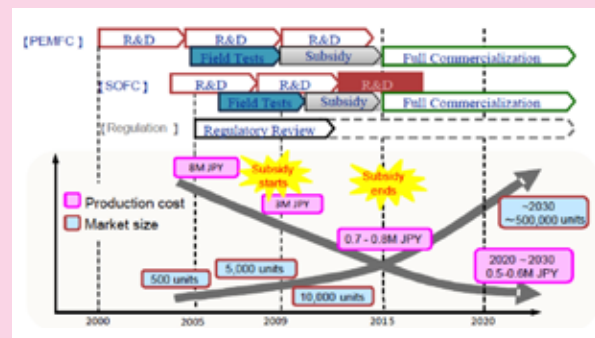 [PEMFC]
R&D R&D R&D
Field Tests Subsidy Full Commercialization
[SOFC]
R&D R&D R&D
Field Tests Subsidy Full Commercialization
[Regulation]
Regulatory Review
8M JPY
Subsidy
starts
Subsidy
ends
Production cost
Market size
3M JPY
~2030
~500,000 units
0.7 - 0.8M JPY
2020 ~2030
0.5-0.6M JPY
500 units
5,000 units
10,000 units
2000 2005 2009 2015 2020